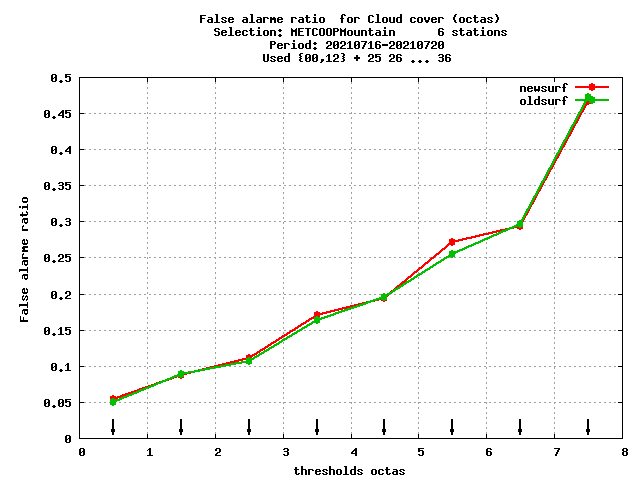 False alarme ratio  for Cloud cover (octas)
Selection: METCOOPMountain      6 stations
Period: 20210716-20210720
Used {00,12} + 25 26 ... 36
newsurf
oldsurf
0.5
0.45
0.4
0.35
0.3
0.25
0.2
0.15
0.1
0.05
0
False alarme ratio
0 1 2 3 4 5 6 7 8
thresholds octas